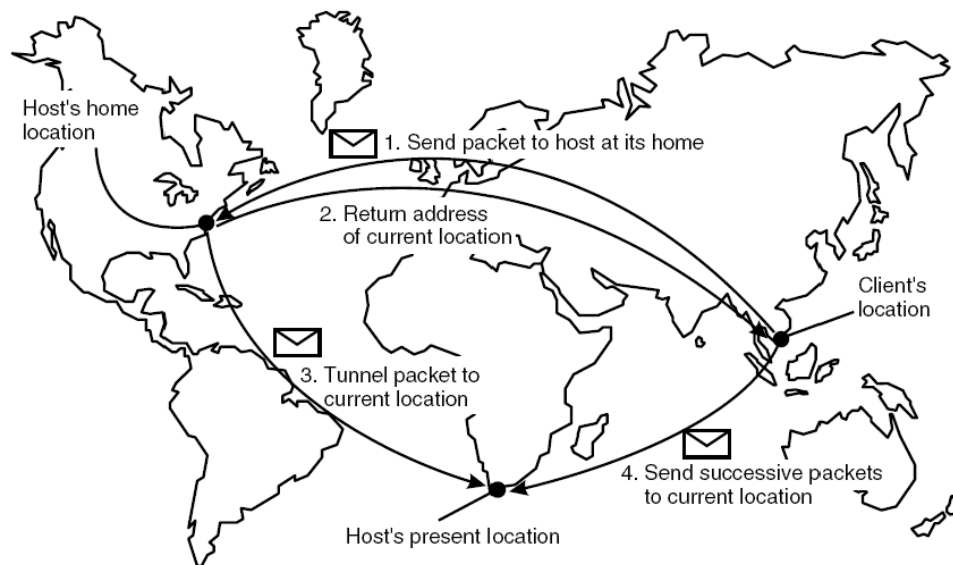 Host's home
location
1. Send packet to host at its home
2. Return address
of current location
Client's
location
3. Tunnel packet to
current location
4. Send successive packets
to current location
Host's present location